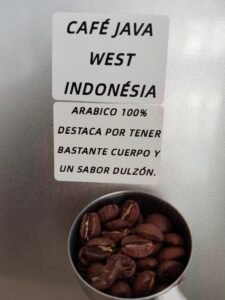 CAFÉ JAVA
WEST
INDONÉSIA
ARABICO 100%
DESTACA POR TENER
BASTANTE CUERPO Y
UN SABOR DULZÓN.